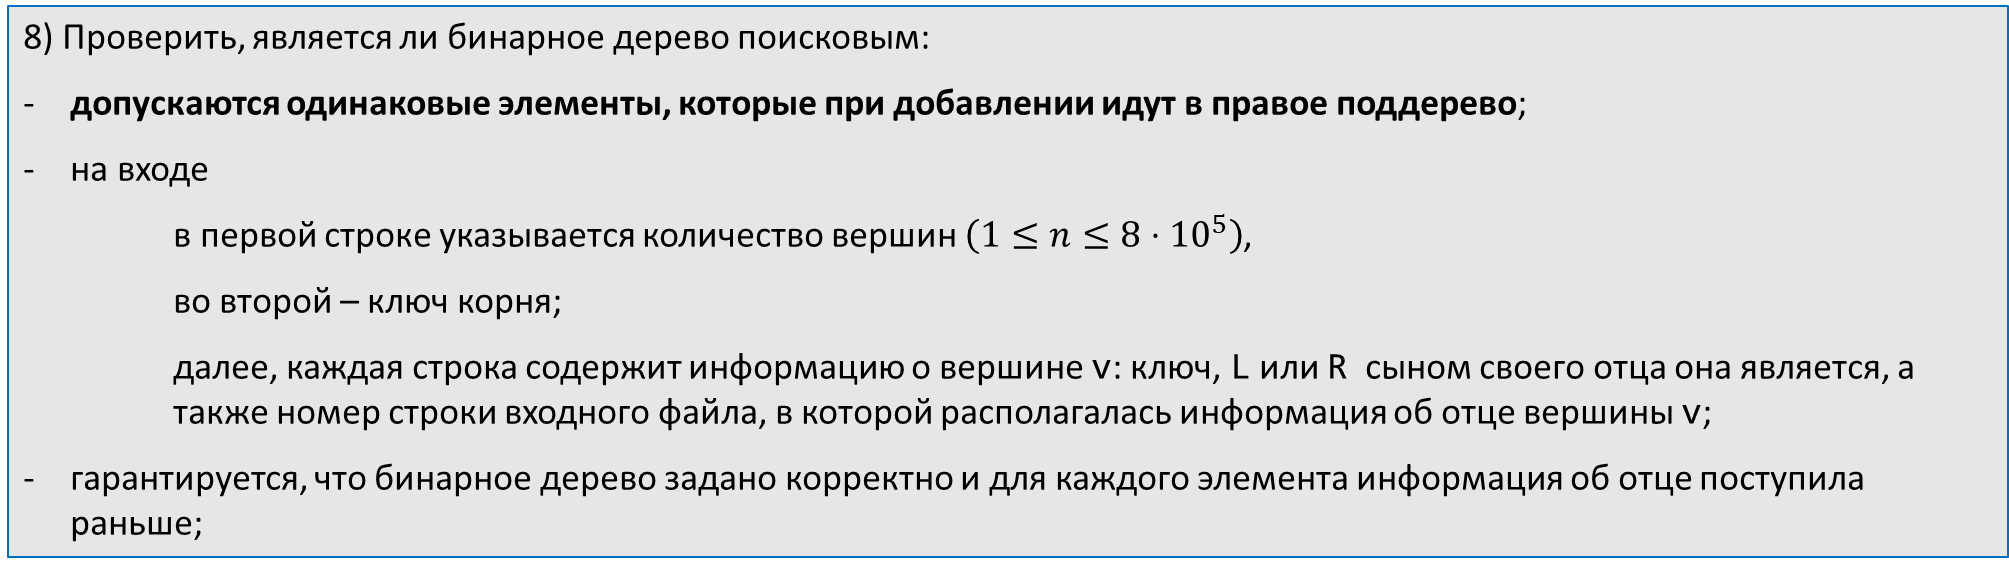 8) Проверить, является ли бинарное дерево поисковым:
- допускаются одинаковые элементы, которые при добавлении идут в правое поддерево;
- на входе
в первой строке указывается количество вершин (1 ≤ n ≤ 8 · 10⁵),
во второй – ключ корня;
далее, каждая строка содержит информацию о вершине v: ключ, L или R сыном своего отца она является, а
также номер строки входного файла, в которой располагалась информация об отце вершины v;
- гарантируется, что бинарное дерево задано корректно и для каждого элемента информация об отце поступила
раньше;